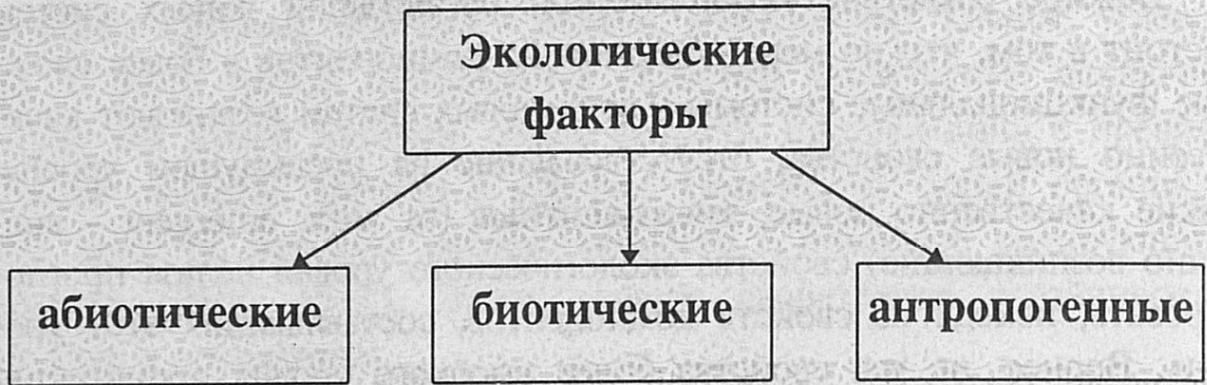 Экологические
факторы
абиотические
биотические
антропогенные